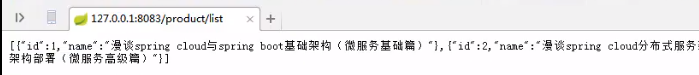 127.0.0.1:8083/product/list
[{"id":1,"name":"漫谈spring cloud与spring boot基础架构（微服务基础篇）"},{"id":2,"name":"漫谈spring cloud分布式服务
架构部署（微服务高级篇）"}]